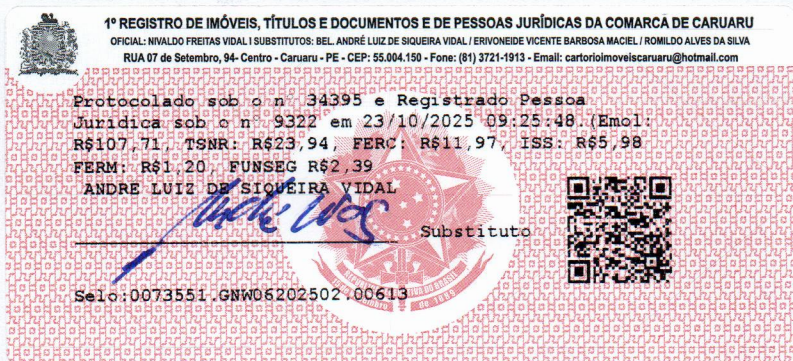 1º REGISTRO DE IMÓVEIS, TÍTULOS E DOCUMENTOS E DE PESSOAS JURÍDICAS DA COMARCA DE CARUARU
OFICIAL: NIVALDO FREITAS VIDAL I SUBSTITUTOS: BEL. ANDRÉ LUIZ DE SIQUEIRA VIDAL / ERIVONEIDE VICENTE BARBOSA MACIEL / ROMILDO ALVES DA SILVA
RUA 07 de Setembro, 94- Centro - Caruaru - PE - CEP: 55.004.150 - Fone: (81) 3721-1913 - Email: cartorioimoveiscaruaru@hotmail.com
Protocolado sob o n° 34395 e Registrado Pessoa
Juridica sob o n° 9322 em 23/10/2025 09:25:48.(Emol:
R$107,71, TSNR: R$23,94, FERC: R$11,97, ISS: R$5,98
FERM: R$1,20, FUNSEG R$2,39
ANDRE LUIZ DE SIQUEIRA VIDAL
Substituto
Selo:0073551.GNW06202502.00613